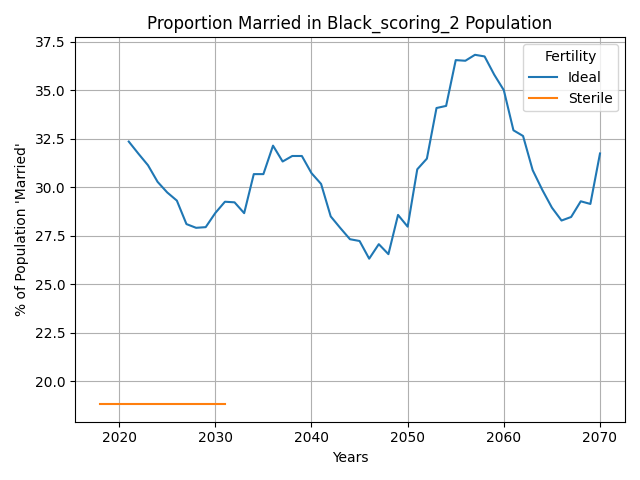 Proportion Married in Black_scoring_2 Population
Fertility
Ideal
Sterile
% of Population 'Married'
37.5
35.0
32.5
30.0
27.5
25.0
22.5
20.0
2020 2030 2040 2050 2060 2070
Years